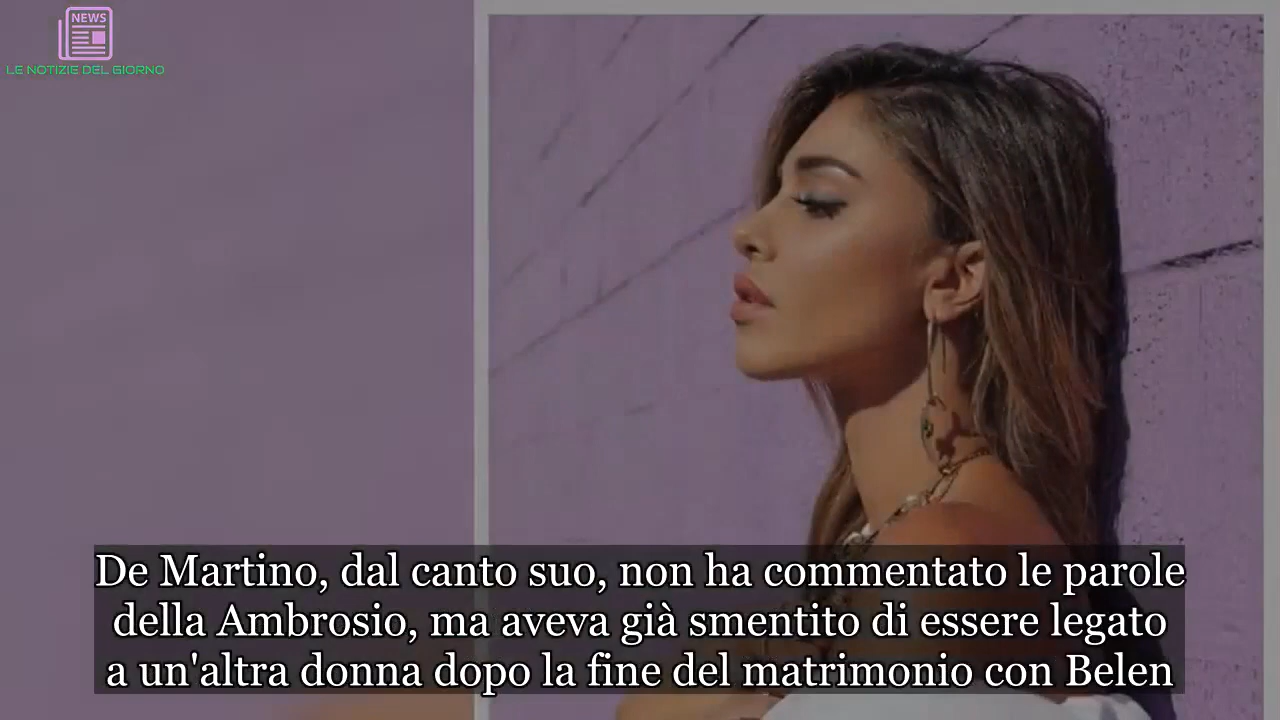 NEWS
LE NOTIZIE DEL GIORNO
De Martino, dal canto suo, non ha commentato le parole
della Ambrosio, ma aveva già smentito di essere legato
a un'altra donna dopo la fine del matrimonio con Belen